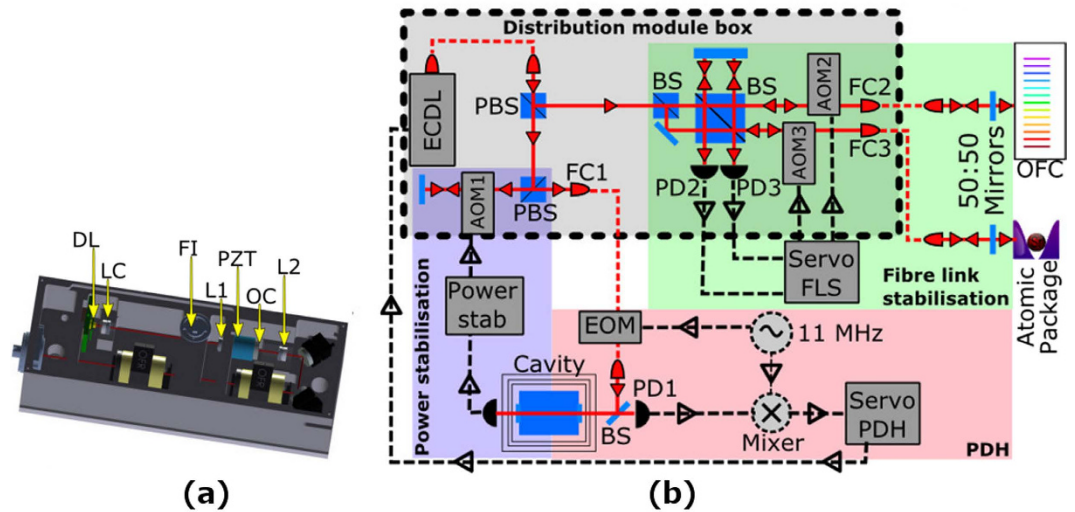 DL
LC
FI
L1
PZT
OC
L2
(a)
Distribution module box
ECDL
PBS
BS
BS
AOM2
FC2
AOM3
FC3
50:50
Mirrors
OFC
AOM1
PBS
FC1
PD2
PD3
Servo
FLS
Fibre link
stabilisation
Atomic
Package
Power
stab
Power stabilisation
EOM
11 MHz
Cavity
PD1
BS
Mixer
Servo
PDH
PDH
(b)